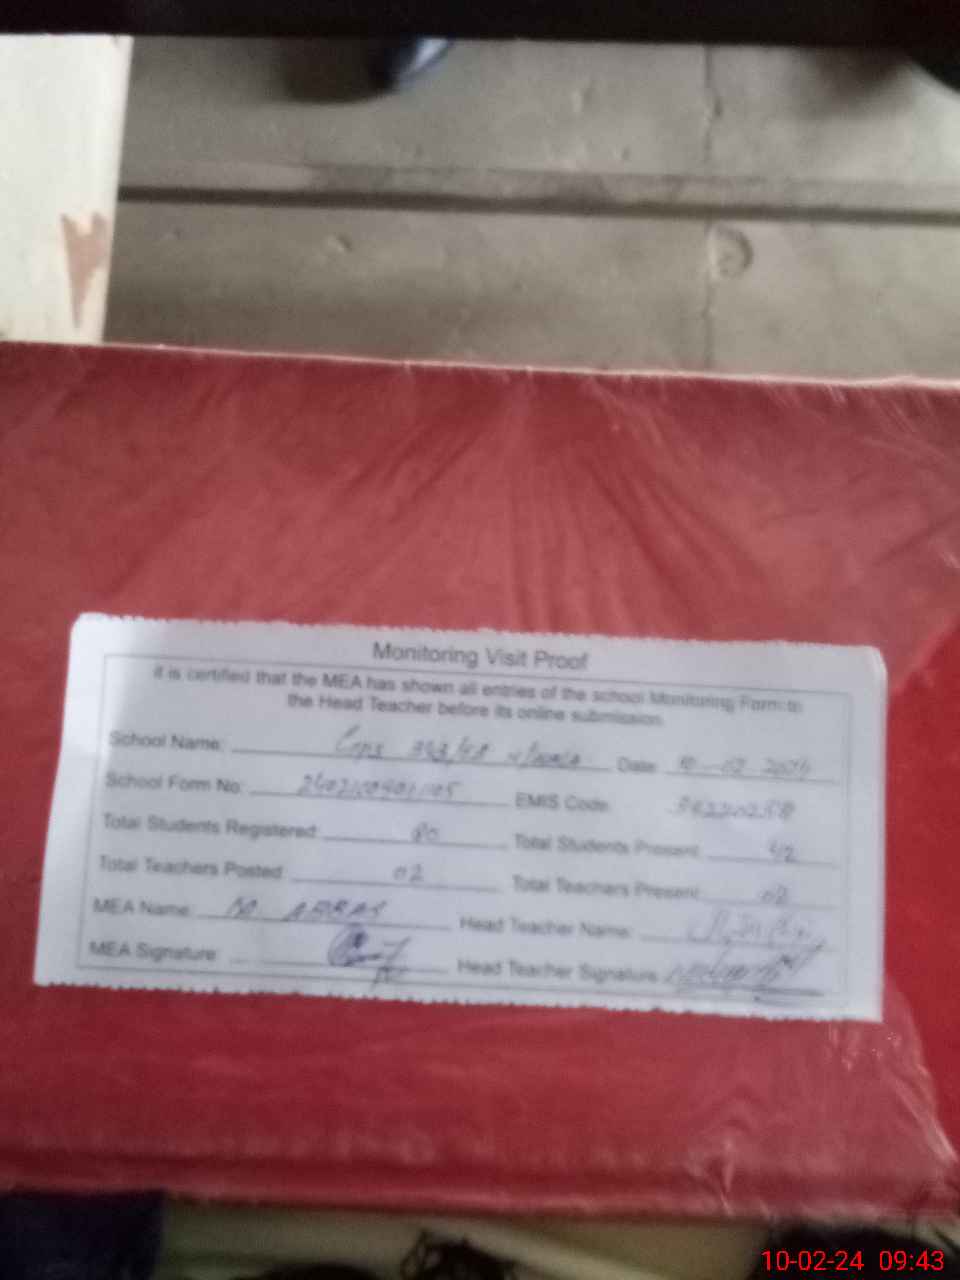 Monitoring Visit Proof
It is certified that the MEA has shown all entries of the school Monitoring Form to
the Head Teacher before its online submission
School Name: Date: 10-02-2024
School Form No: EMIS Code:
Total Students Registered: 80 Total Students Present: 42
Total Teachers Posted: 02 Total Teachers Present: 02
MEA Name: M. ABBAS Head Teacher Name:
MEA Signature: Head Teacher Signature:
10-02-24 09:43